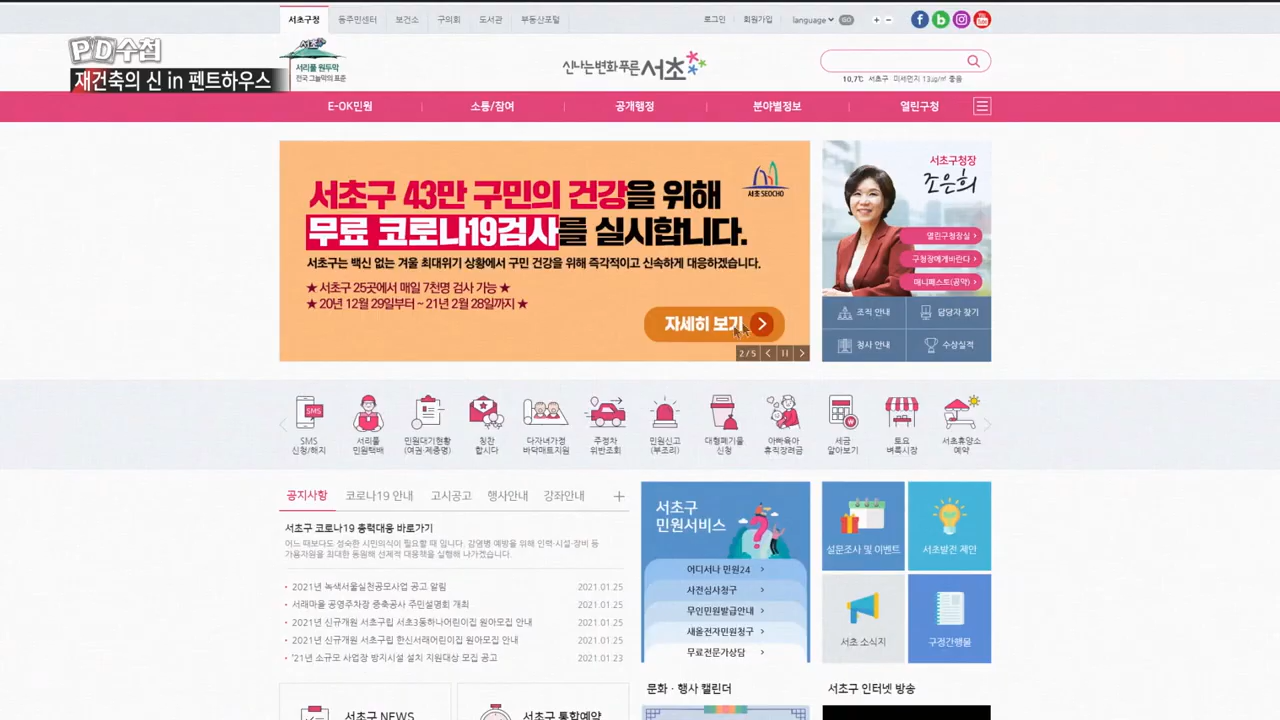 서초구청 동주민센터 보건소 구의회 도서관 부동산포털 로그인 회원가입 language GO
PD수첩
재건축의 신 in 펜트하우스
서초
서리풀 원두막
전국 그늘막의 표준
신나는변화푸른서초
10.7℃ 서초구 미세먼지 13㎍/㎥ 좋음
E-OK민원 소통/참여 공개행정 분야별정보 열린구청
서초구 43만 구민의 건강을 위해
무료 코로나19검사를 실시합니다.
서초구는 백신 없는 겨울 최대위기 상황에서 구민 건강을 위해 즉각적이고 신속하게 대응하겠습니다.
★ 서초구 25곳에서 매일 7천명 검사 가능 ★
★ 20년 12월 29일부터 ~ 21년 2월 28일까지 ★
서초 SEOCHO
자세히 보기
2 / 5
서초구청장
조은희
열린구청장실
구청장에게바란다
매니페스토(공약)
조직 안내 담당자 찾기
청사 안내 수상실적
SMS
SMS 신청/해지
서리풀 민원택배
민원대기현황 (여권·제증명)
칭찬 합시다
다자녀가정 바닥매트지원
주정차 위반조회
민원신고 (부조리)
대형폐기물 신청
아빠육아 휴직장려금
세금 알아보기
토요 벼룩시장
서초휴양소 예약
공지사항 코로나19 안내 고시공고 행사안내 강좌안내 +
서초구 코로나19 총력대응 바로가기
어느 때보다도 성숙한 시민의식이 필요할 때 입니다. 감염병 예방을 위해 인력·시설·장비 등
가용자원을 최대한 동원해 선제적 대응책을 실행해 나가겠습니다.
2021년 녹색서울실천공모사업 공고 알림 2021.01.25
서래마을 공영주차장 증축공사 주민설명회 개최 2021.01.25
2021년 신규개원 서초구립 서초3동하나어린이집 원아모집 안내 2021.01.25
2021년 신규개원 서초구립 한신서래어린이집 원아모집 안내 2021.01.25
'21년 소규모 사업장 방지시설 설치 지원대상 모집 공고 2021.01.23
서초구
민원서비스
어디서나 민원24
사전심사청구
무인민원발급안내
새올전자민원청구
무료전문가상담
설문조사 및 이벤트
서초발전 제안
서초 소식지
구정간행물
서초구 NEWS
서초구 통합예약
문화 · 행사 캘린더
서초구 인터넷 방송